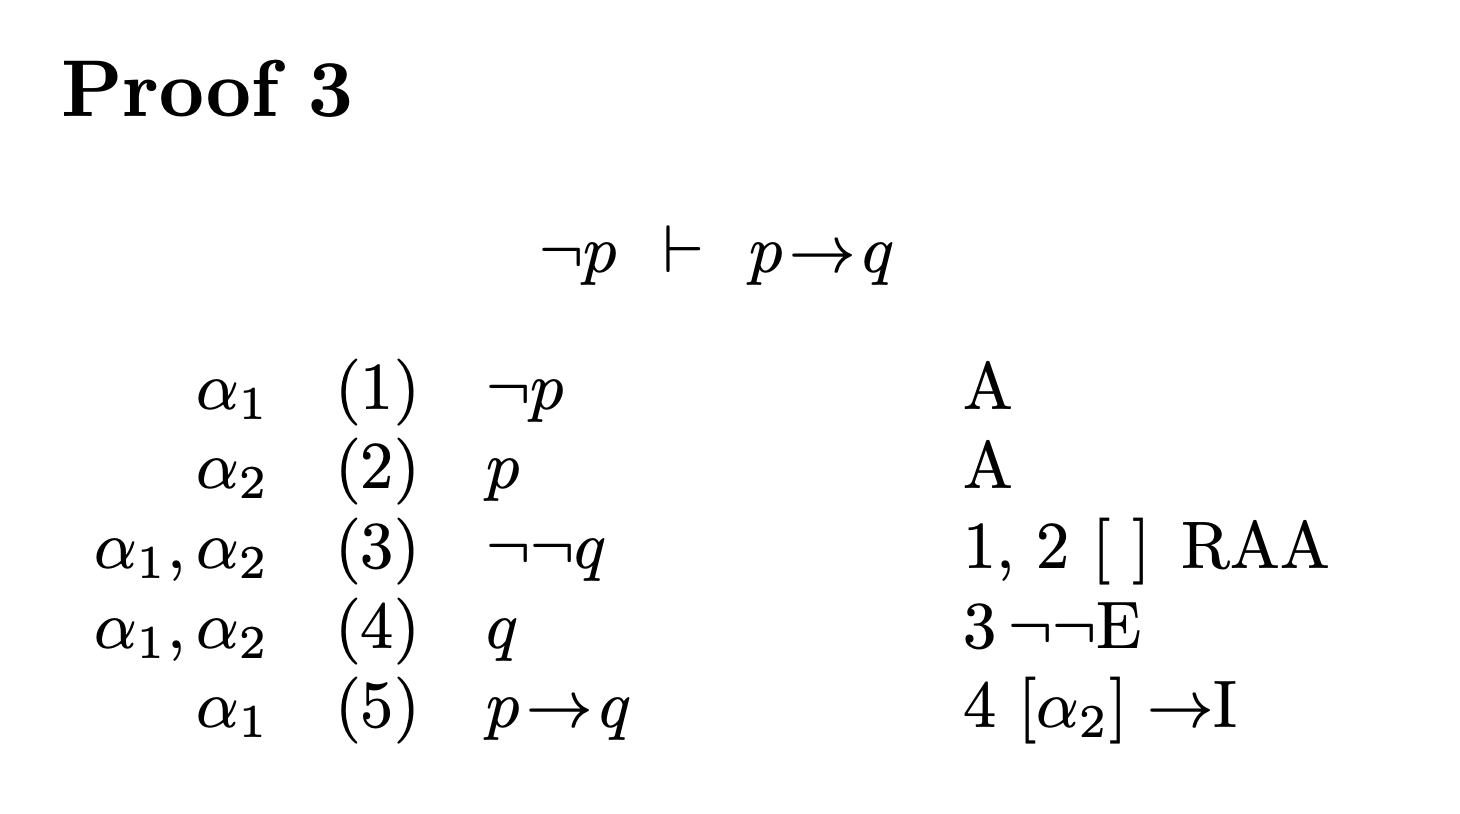 Proof 3
¬p ⊢ p→q
α₁ (1) ¬p A
α₂ (2) p A
α₁, α₂ (3) ¬¬q 1, 2 [ ] RAA
α₁, α₂ (4) q 3 ¬¬E
α₁ (5) p→q 4 [α₂] →I